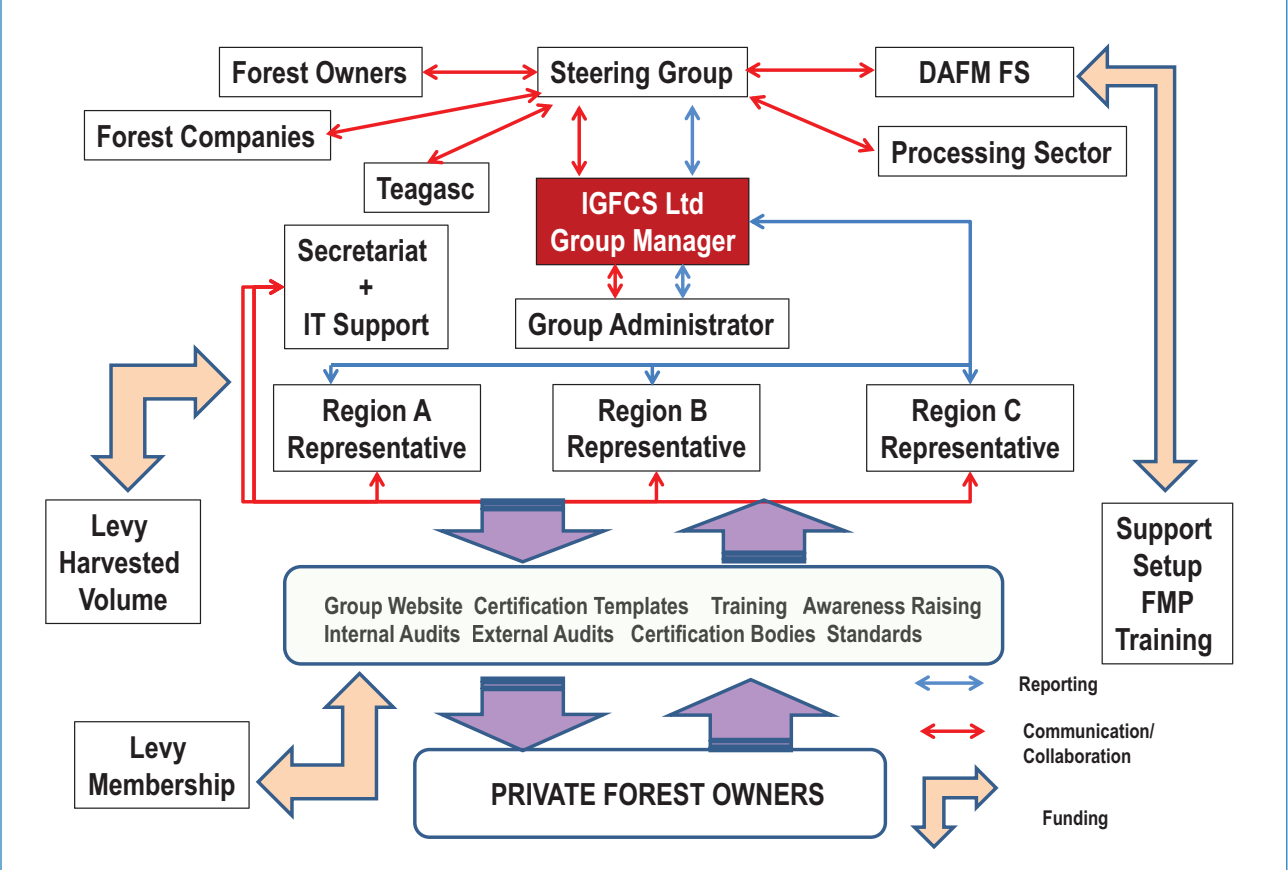 Forest Owners
Steering Group
DAFM FS
Forest Companies
Processing Sector
Teagasc
IGFCS Ltd
Group Manager
Secretariat
+
IT Support
Group Administrator
Region A
Representative
Region B
Representative
Region C
Representative
Levy
Harvested
Volume
Support
Setup
FMP
Training
Group Website Certification Templates Training Awareness Raising
Internal Audits External Audits Certification Bodies Standards
Reporting
Communication/
Collaboration
Levy
Membership
PRIVATE FOREST OWNERS
Funding